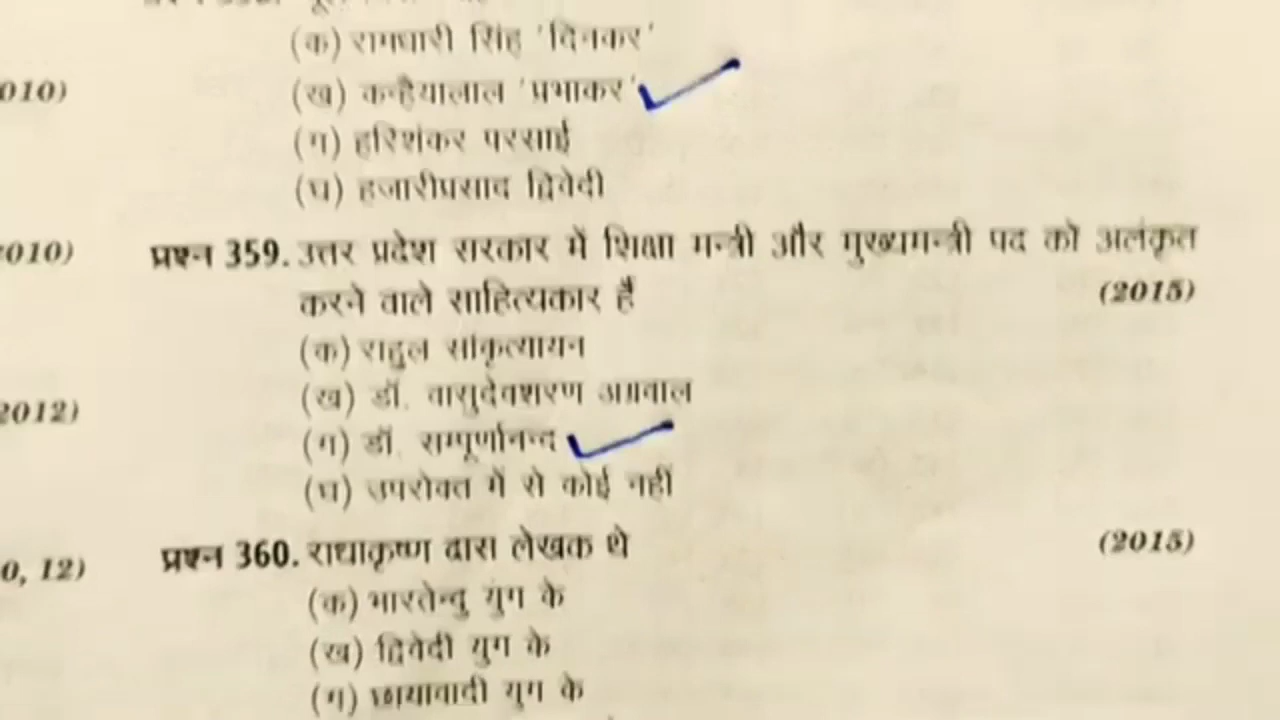 (क) रामधारी सिंह 'दिनकर'
010) (ख) कन्हैयालाल 'प्रभाकर'
(ग) हरिशंकर परसाई
(घ) हजारीप्रसाद द्विवेदी
010) प्रश्न 359. उत्तर प्रदेश सरकार में शिक्षा मन्त्री और मुख्यमन्त्री पद को अलंकृत
करने वाले साहित्यकार हैं (2015)
(क) राहुल सांकृत्यायन
(ख) डॉ. वासुदेवशरण अग्रवाल
2012) (ग) डॉ. सम्पूर्णानन्द
(घ) उपरोक्त में से कोई नहीं
0, 12) प्रश्न 360. राधाकृष्ण दास लेखक थे (2015)
(क) भारतेन्दु युग के
(ख) द्विवेदी युग के
(ग) छायावादी युग के